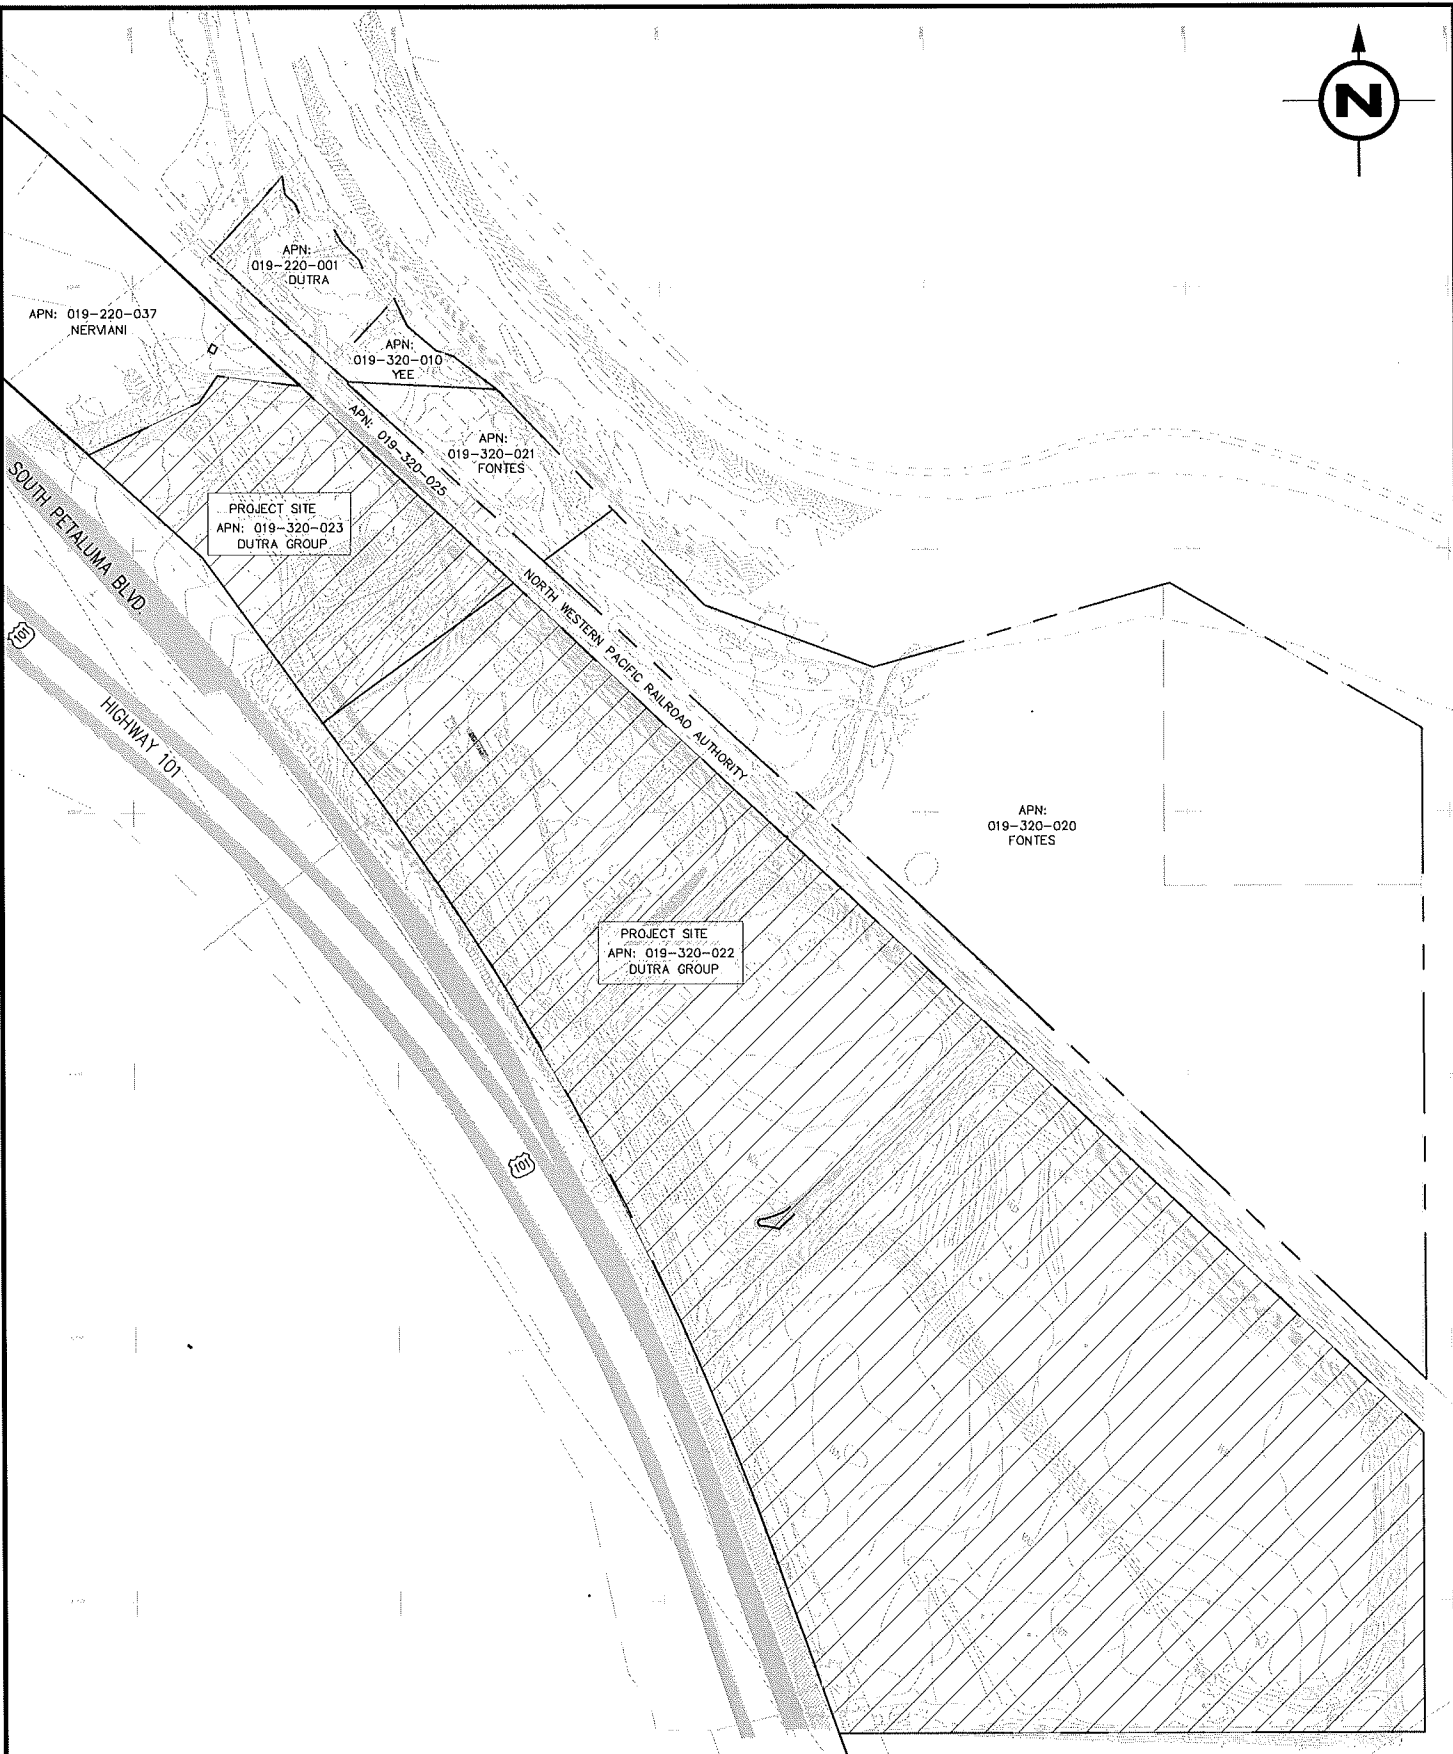 N
APN:
019-220-001
DUTRA
APN: 019-220-037
NERVIANI
APN:
019-320-010
YEE
APN: 019-320-025
APN:
019-320-021
FONTES
PROJECT SITE
APN: 019-320-023
DUTRA GROUP
SOUTH PETALUMA BLVD.
NORTH WESTERN PACIFIC RAILROAD AUTHORITY
101
HIGHWAY 101
APN:
019-320-020
FONTES
PROJECT SITE
APN: 019-320-022
DUTRA GROUP
101